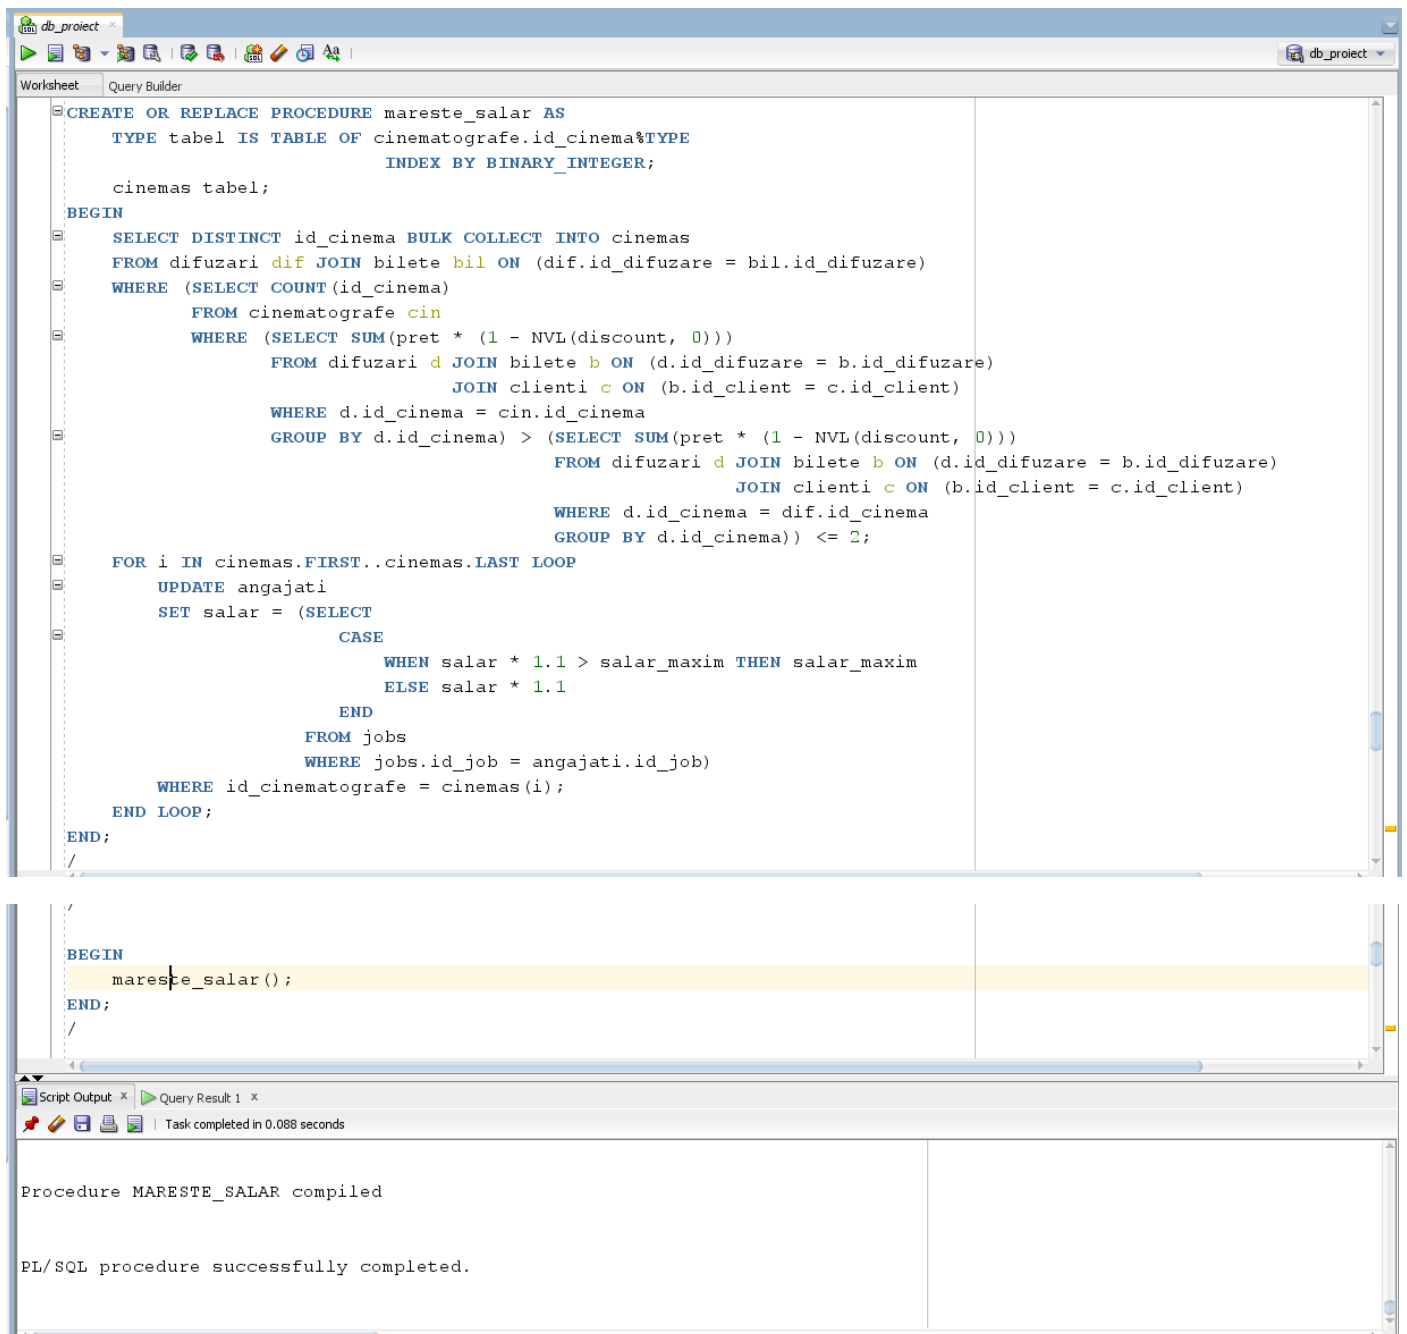 db_proiect ×
db_proiect
Worksheet Query Builder
CREATE OR REPLACE PROCEDURE mareste_salar AS
    TYPE tabel IS TABLE OF cinematografe.id_cinema%TYPE
                            INDEX BY BINARY_INTEGER;
    cinemas tabel;
BEGIN
    SELECT DISTINCT id_cinema BULK COLLECT INTO cinemas
    FROM difuzari dif JOIN bilete bil ON (dif.id_difuzare = bil.id_difuzare)
    WHERE (SELECT COUNT(id_cinema)
           FROM cinematografe cin
           WHERE (SELECT SUM(pret * (1 - NVL(discount, 0)))
                  FROM difuzari d JOIN bilete b ON (d.id_difuzare = b.id_difuzare)
                                  JOIN clienti c ON (b.id_client = c.id_client)
                  WHERE d.id_cinema = cin.id_cinema
                  GROUP BY d.id_cinema) > (SELECT SUM(pret * (1 - NVL(discount, 0)))
                                           FROM difuzari d JOIN bilete b ON (d.id_difuzare = b.id_difuzare)
                                                           JOIN clienti c ON (b.id_client = c.id_client)
                                           WHERE d.id_cinema = dif.id_cinema
                                           GROUP BY d.id_cinema)) <= 2;
    FOR i IN cinemas.FIRST..cinemas.LAST LOOP
        UPDATE angajati
        SET salar = (SELECT
                        CASE
                            WHEN salar * 1.1 > salar_maxim THEN salar_maxim
                            ELSE salar * 1.1
                        END
                     FROM jobs
                     WHERE jobs.id_job = angajati.id_job)
        WHERE id_cinematografe = cinemas(i);
    END LOOP;
END;
/
/
BEGIN
    mareste_salar();
END;
/
Script Output × Query Result 1 ×
Task completed in 0.088 seconds
Procedure MARESTE_SALAR compiled
PL/SQL procedure successfully completed.